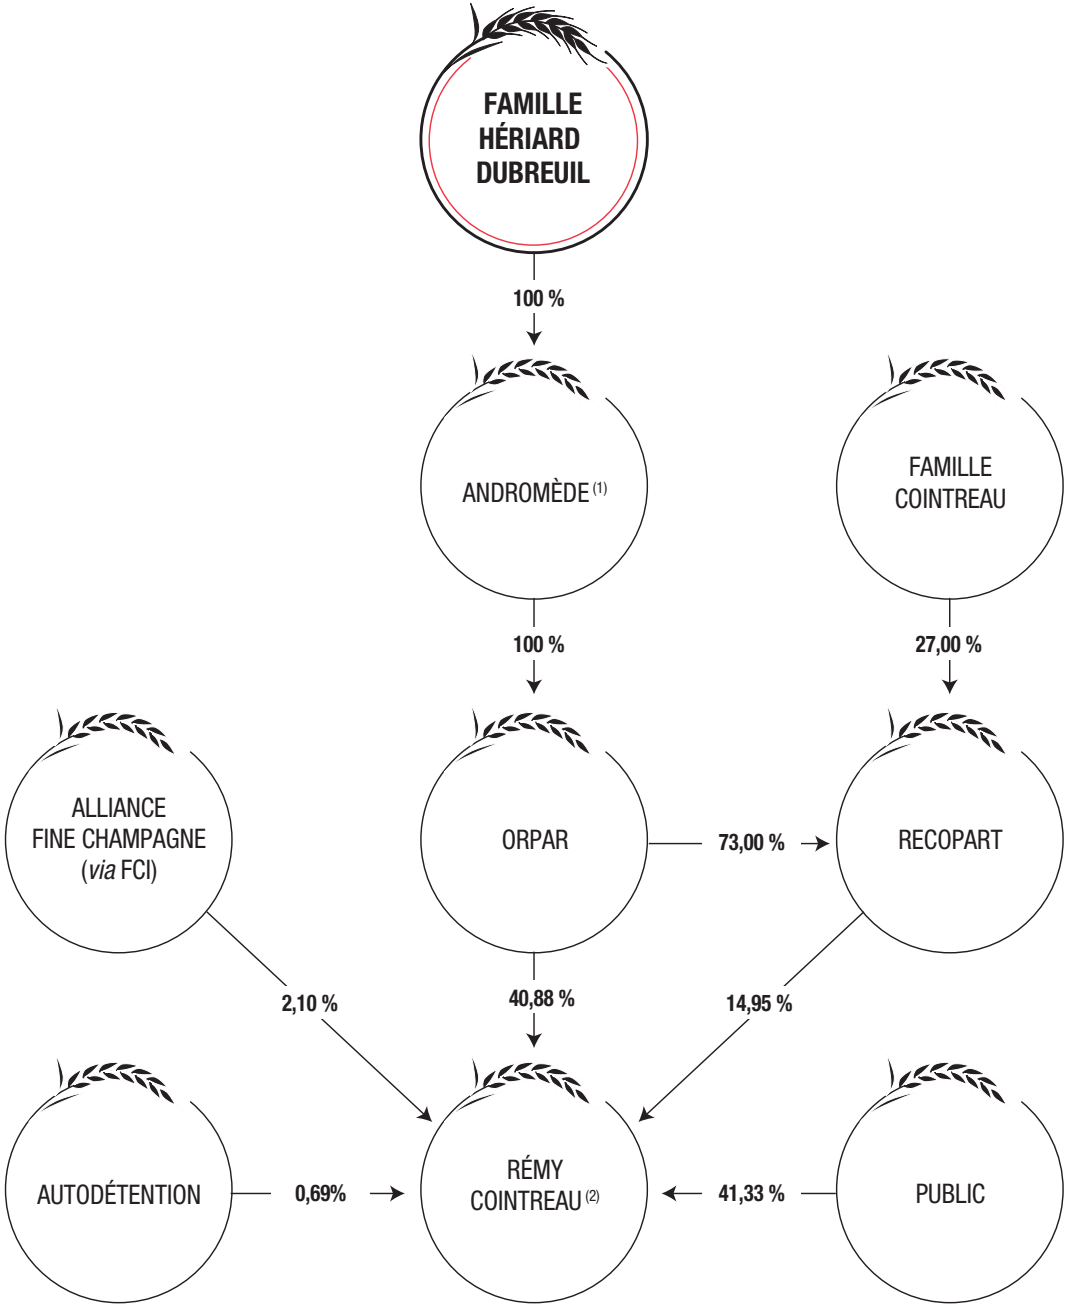 FAMILLE
HÉRIARD
DUBREUIL
100 %
ANDROMÈDE (1)
FAMILLE
COINTREAU
100 %
27,00 %
ALLIANCE
FINE CHAMPAGNE
(via FCI)
ORPAR
73,00 %
RECOPART
2,10 %
40,88 %
14,95 %
AUTODÉTENTION
0,69%
RÉMY
COINTREAU (2)
41,33 %
PUBLIC